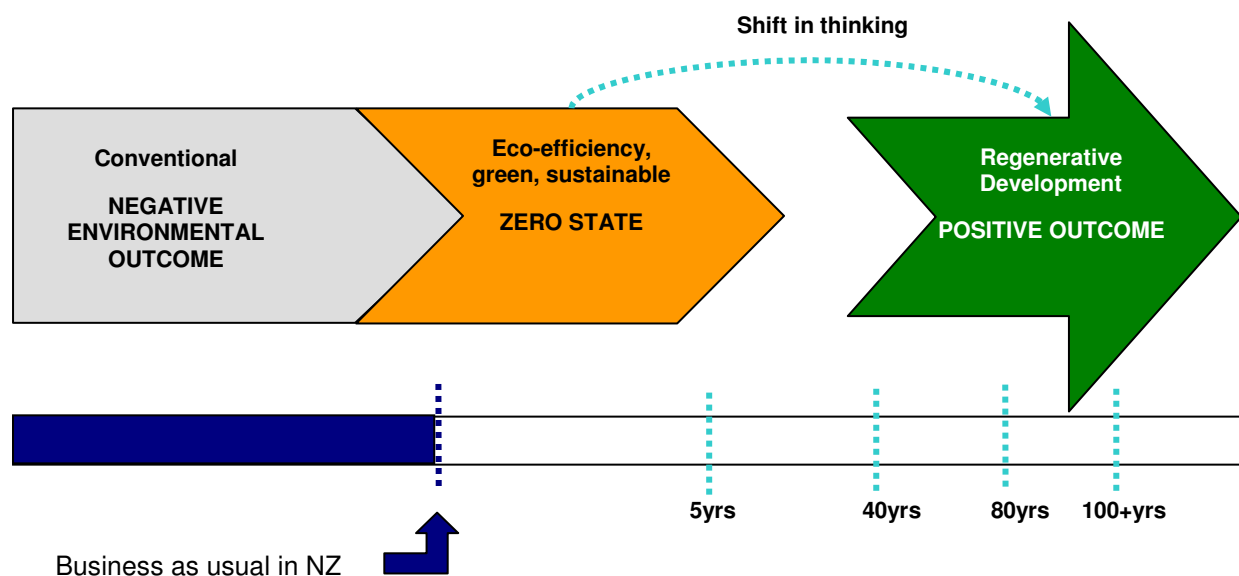 Shift in thinking
Conventional
NEGATIVE
ENVIRONMENTAL
OUTCOME
Eco-efficiency,
green, sustainable
ZERO STATE
Regenerative
Development
POSITIVE OUTCOME
5yrs
40yrs
80yrs
100+yrs
Business as usual in NZ